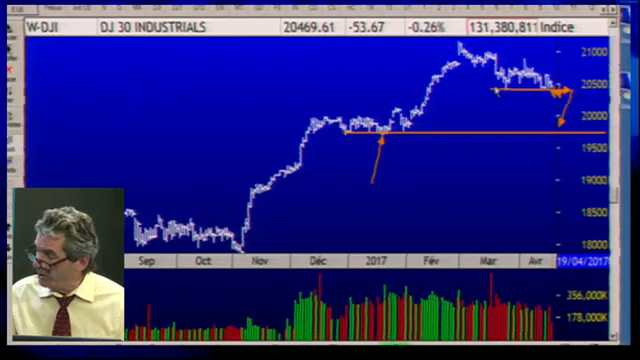 W-DJI DJ 30 INDUSTRIALS 20469.61 -53.67 -0.26% 131,380,811 Indice
21000
20500
20000
19500
19000
18500
18000
Sep Oct Nov Déc 2017 Fév Mar Avr 19/04/2017
356,000K
178,000K